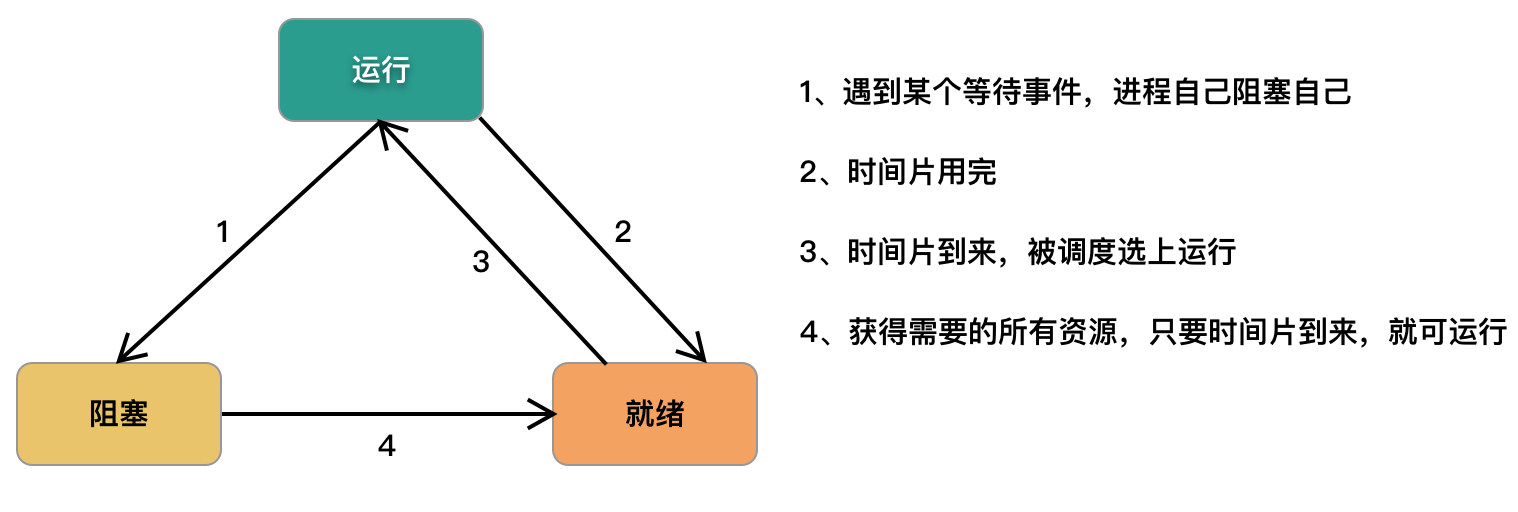 运行
1
2
3
阻塞
就绪
4
1、遇到某个等待事件，进程自己阻塞自己
2、时间片用完
3、时间片到来，被调度选上运行
4、获得需要的所有资源，只要时间片到来，就可运行